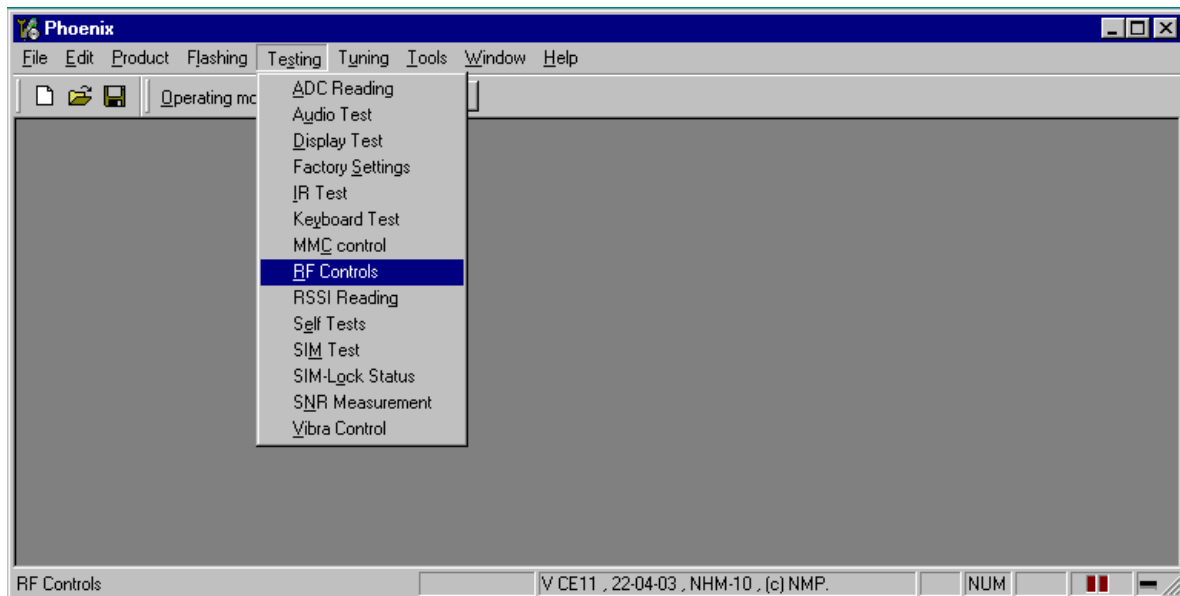 Phoenix
File Edit Product Flashing Testing Tuning Tools Window Help
Operating mo
ADC Reading
Audio Test
Display Test
Factory Settings
IR Test
Keyboard Test
MMC control
RF Controls
RSSI Reading
Self Tests
SIM Test
SIM-Lock Status
SNR Measurement
Vibra Control
RF Controls V CE11 , 22-04-03 , NHM-10 , (c) NMP. NUM